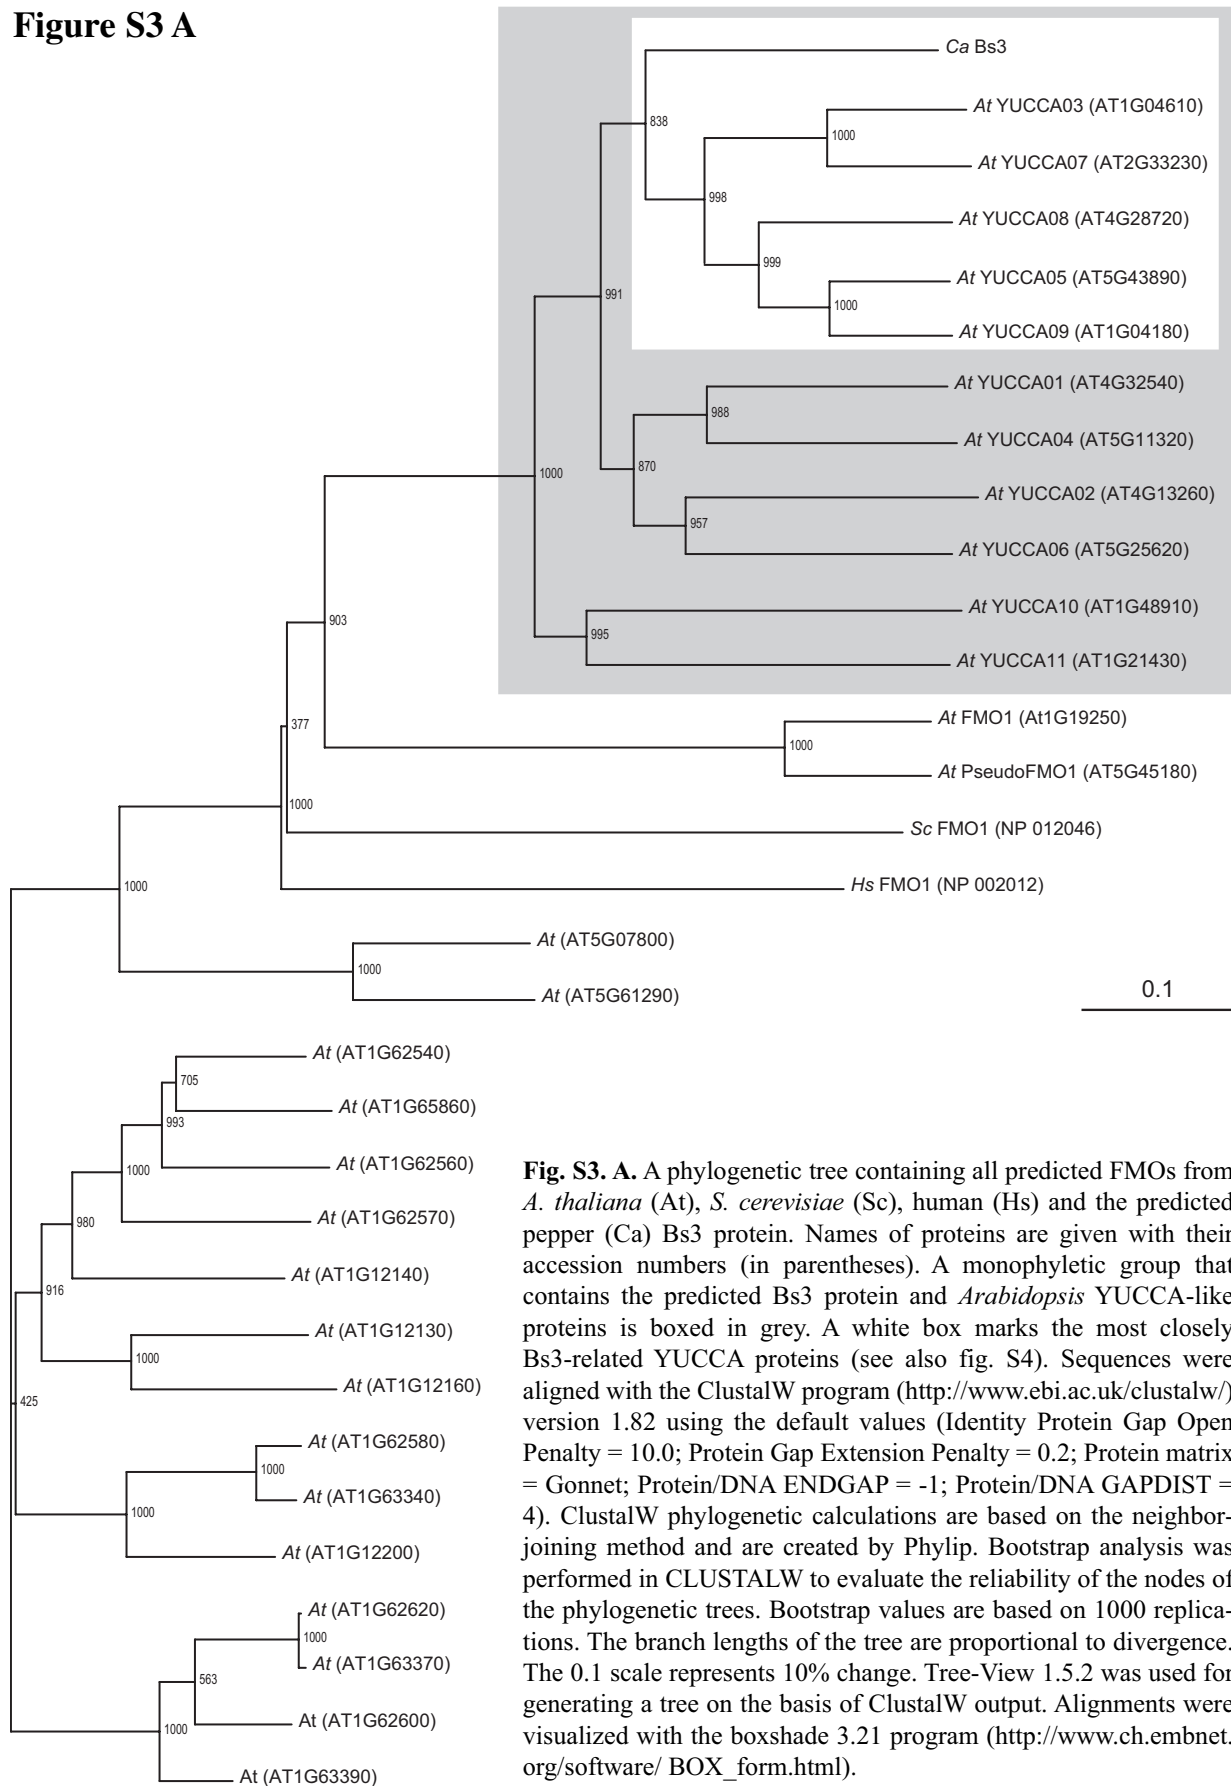 Figure S3 A
Ca Bs3
At YUCCA03 (AT1G04610)
838
1000
At YUCCA07 (AT2G33230)
998
At YUCCA08 (AT4G28720)
999
At YUCCA05 (AT5G43890)
991
1000
At YUCCA09 (AT1G04180)
At YUCCA01 (AT4G32540)
988
At YUCCA04 (AT5G11320)
870
1000
At YUCCA02 (AT4G13260)
957
At YUCCA06 (AT5G25620)
At YUCCA10 (AT1G48910)
903
995
At YUCCA11 (AT1G21430)
At FMO1 (At1G19250)
377
1000
At PseudoFMO1 (AT5G45180)
1000
Sc FMO1 (NP 012046)
1000
Hs FMO1 (NP 002012)
At (AT5G07800)
1000
At (AT5G61290)
0.1
At (AT1G62540)
705
At (AT1G65860)
993
At (AT1G62560)
1000
At (AT1G62570)
980
At (AT1G12140)
916
At (AT1G12130)
1000
At (AT1G12160)
425
At (AT1G62580)
1000
At (AT1G63340)
1000
At (AT1G12200)
At (AT1G62620)
1000
At (AT1G63370)
563
At (AT1G62600)
1000
At (AT1G63390)
Fig. S3. A. A phylogenetic tree containing all predicted FMOs from
A. thaliana (At), S. cerevisiae (Sc), human (Hs) and the predicted
pepper (Ca) Bs3 protein. Names of proteins are given with their
accession numbers (in parentheses). A monophyletic group that
contains the predicted Bs3 protein and Arabidopsis YUCCA-like
proteins is boxed in grey. A white box marks the most closely
Bs3-related YUCCA proteins (see also fig. S4). Sequences were
aligned with the ClustalW program (http://www.ebi.ac.uk/clustalw/)
version 1.82 using the default values (Identity Protein Gap Open
Penalty = 10.0; Protein Gap Extension Penalty = 0.2; Protein matrix
= Gonnet; Protein/DNA ENDGAP = -1; Protein/DNA GAPDIST =
4). ClustalW phylogenetic calculations are based on the neighbor-
joining method and are created by Phylip. Bootstrap analysis was
performed in CLUSTALW to evaluate the reliability of the nodes of
the phylogenetic trees. Bootstrap values are based on 1000 replica-
tions. The branch lengths of the tree are proportional to divergence.
The 0.1 scale represents 10% change. Tree-View 1.5.2 was used for
generating a tree on the basis of ClustalW output. Alignments were
visualized with the boxshade 3.21 program (http://www.ch.embnet.
org/software/ BOX_form.html).